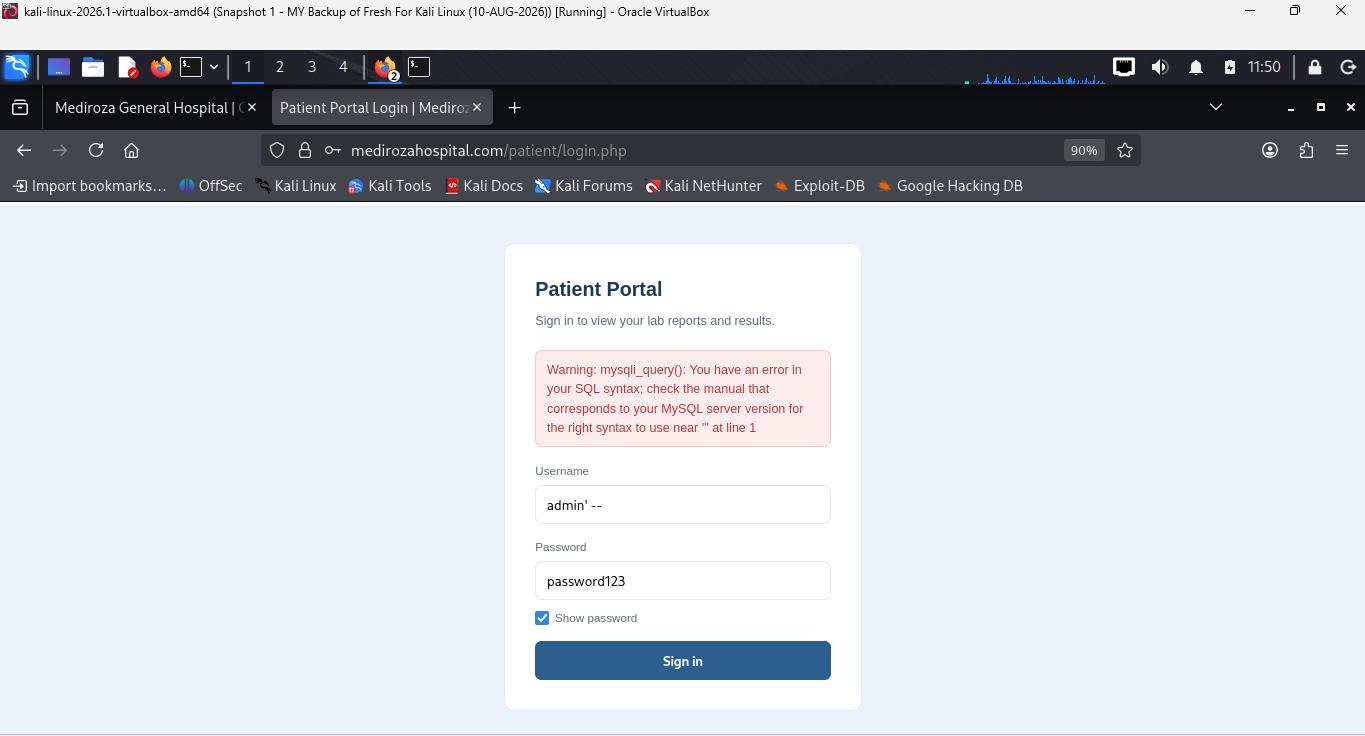 kali-linux-2026.1-virtualbox-amd64 (Snapshot 1 - MY Backup of Fresh For Kali Linux (10-AUG-2026)) [Running] - Oracle VirtualBox
1 2 3 4 2 11:50
Mediroza General Hospital | Patient Portal Login | Mediroz
medirozahospital.com/patient/login.php 90%
Import bookmarks... OffSec Kali Linux Kali Tools Kali Docs Kali Forums Kali NetHunter Exploit-DB Google Hacking DB
Patient Portal
Sign in to view your lab reports and results.
Warning: mysqli_query(): You have an error in
your SQL syntax; check the manual that
corresponds to your MySQL server version for
the right syntax to use near ''' at line 1
Username
admin' --
Password
password123
Show password
Sign in